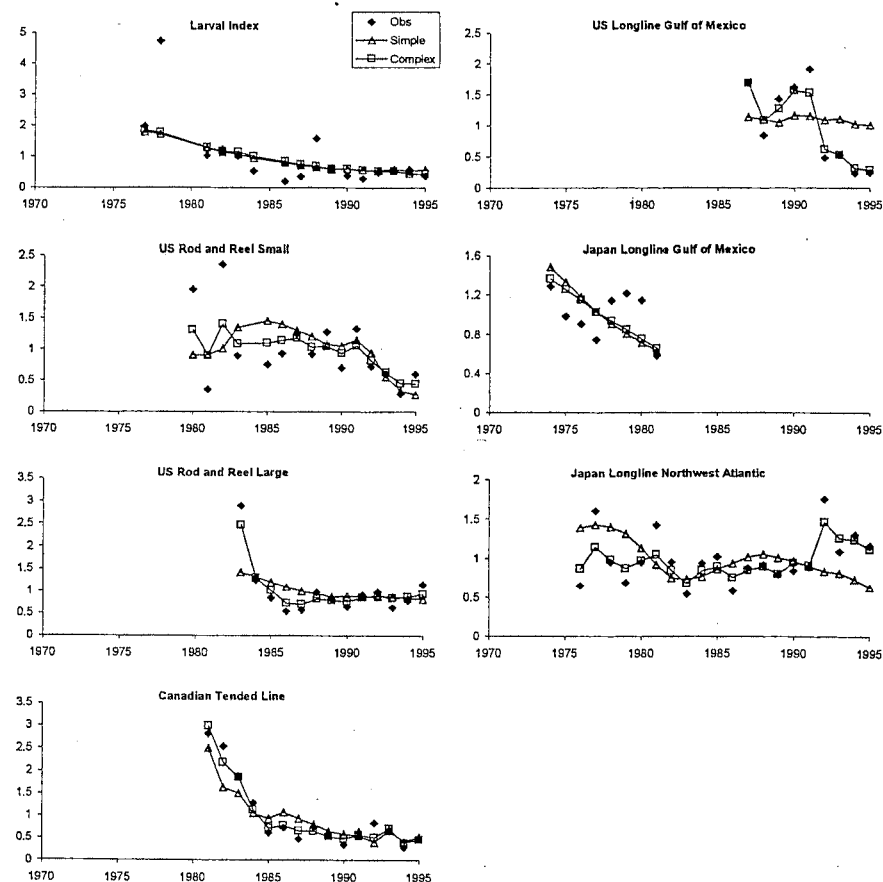 Larval Index
Obs
Simple
Complex
5
4
3
2
1
0
1970 1975 1980 1985 1990 1995
US Longline Gulf of Mexico
2.5
2
1.5
1
0.5
0
1970 1975 1980 1985 1990 1995
US Rod and Reel Small
2.5
2
1.5
1
0.5
0
1970 1975 1980 1985 1990 1995
Japan Longline Gulf of Mexico
1.6
1.2
0.8
0.4
0
1970 1975 1980 1985 1990 1995
US Rod and Reel Large
3.5
3
2.5
2
1.5
1
0.5
0
1970 1975 1980 1985 1990 1995
Japan Longline Northwest Atlantic
2
1.5
1
0.5
0
1970 1975 1980 1985 1990 1995
Canadian Tended Line
3.5
3
2.5
2
1.5
1
0.5
0
1970 1975 1980 1985 1990 1995